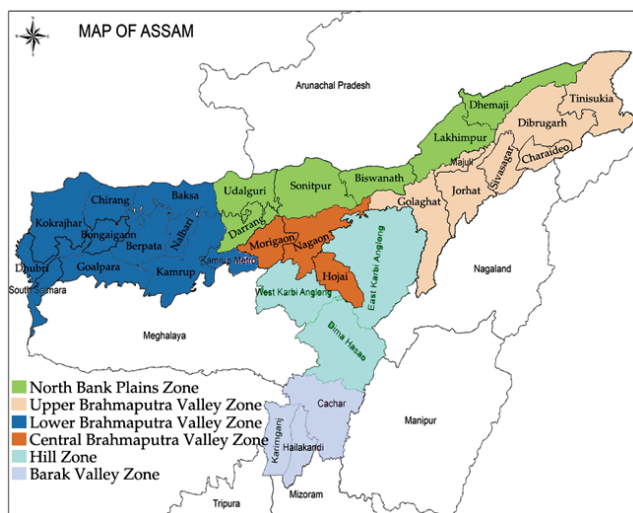 MAP OF ASSAM
Arunachal Pradesh
Tinisukia
Dhemaji
Dibrugarh
Lakhimpur
Majuli
Sivasagar
Charaideo
Biswanath
Sonitpur
Udalguri
Jorhat
Baksa
Chirang
Golaghat
Kokrajhar
Nalbari
Darrang
Bongaigaon
Morigaon
Nagaon
Berpata
Dhubri
Goalpara
Kamrup
Kamrup Metro
Hojai
East Karbi Anglong
Nagaland
South Salmara
West Karbi Anglong
Meghalaya
Dima Hasao
North Bank Plains Zone
Upper Brahmaputra Valley Zone
Lower Brahmaputra Valley Zone
Central Brahmaputra Valley Zone
Hill Zone
Barak Valley Zone
Cachar
Manipur
Karimganj
Hailakandi
Mizoram
Tripura